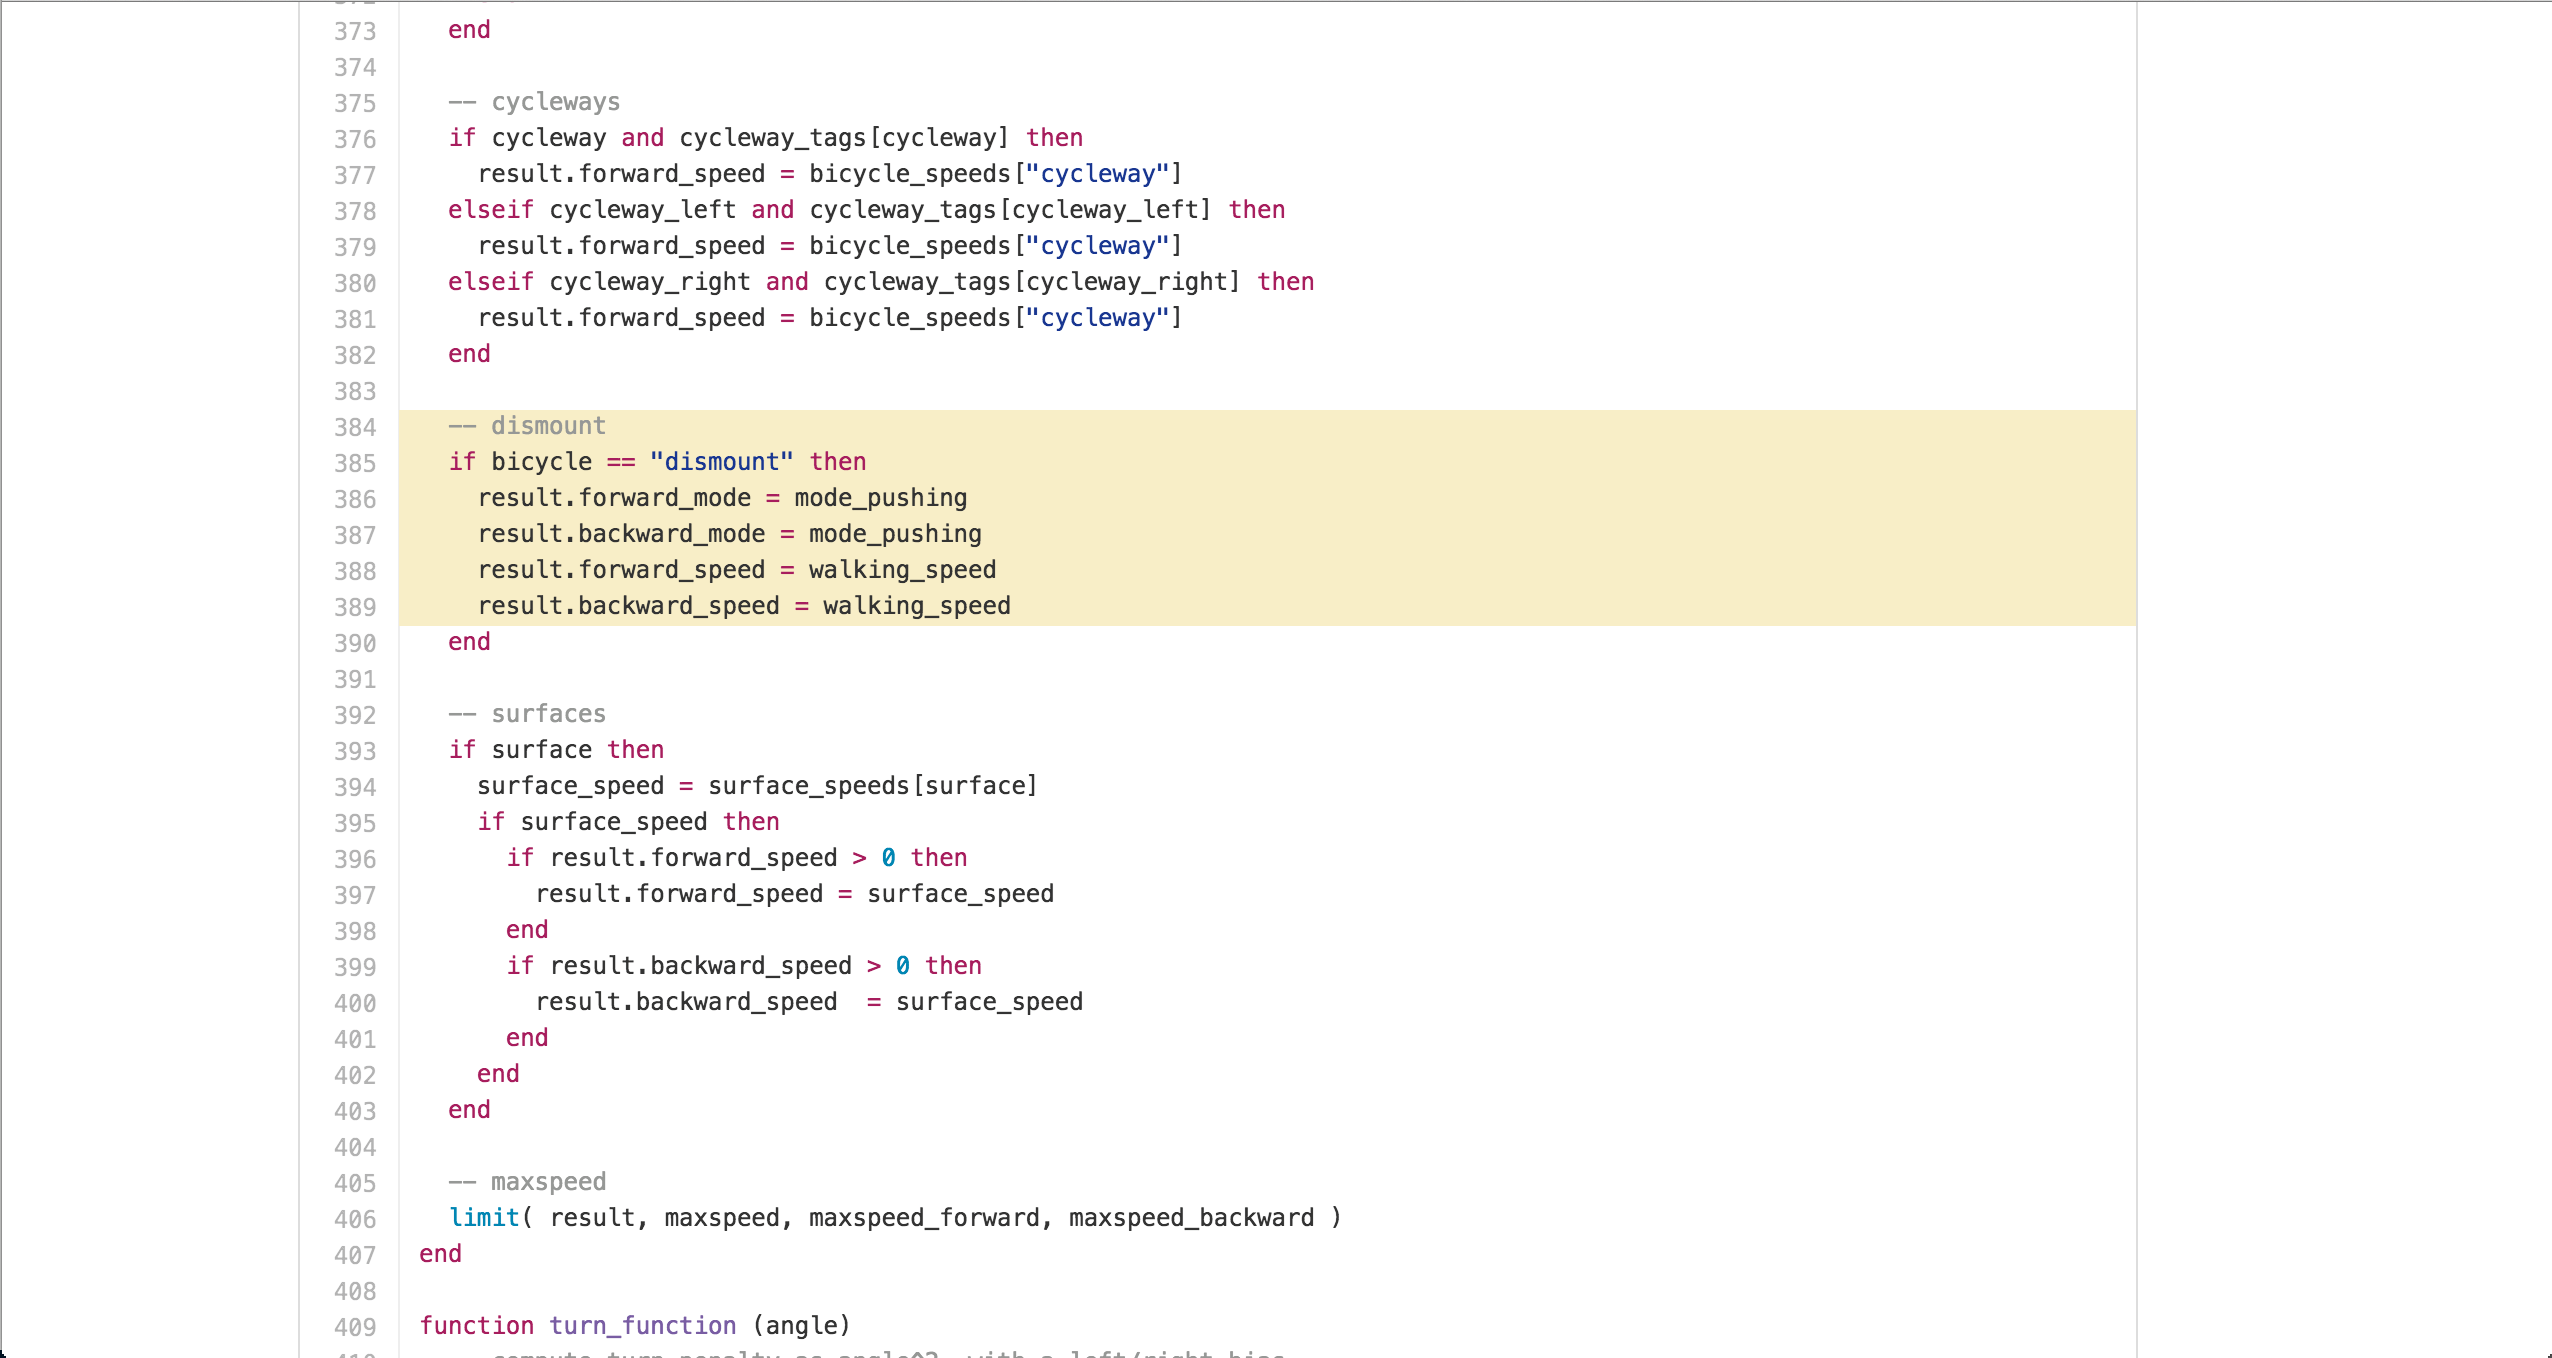 373 end
374
375 -- cycleways
376 if cycleway and cycleway_tags[cycleway] then
377 result.forward_speed = bicycle_speeds["cycleway"]
378 elseif cycleway_left and cycleway_tags[cycleway_left] then
379 result.forward_speed = bicycle_speeds["cycleway"]
380 elseif cycleway_right and cycleway_tags[cycleway_right] then
381 result.forward_speed = bicycle_speeds["cycleway"]
382 end
383
384 -- dismount
385 if bicycle == "dismount" then
386 result.forward_mode = mode_pushing
387 result.backward_mode = mode_pushing
388 result.forward_speed = walking_speed
389 result.backward_speed = walking_speed
390 end
391
392 -- surfaces
393 if surface then
394 surface_speed = surface_speeds[surface]
395 if surface_speed then
396 if result.forward_speed > 0 then
397 result.forward_speed = surface_speed
398 end
399 if result.backward_speed > 0 then
400 result.backward_speed  = surface_speed
401 end
402 end
403 end
404
405 -- maxspeed
406 limit( result, maxspeed, maxspeed_forward, maxspeed_backward )
407 end
408
409 function turn_function (angle)